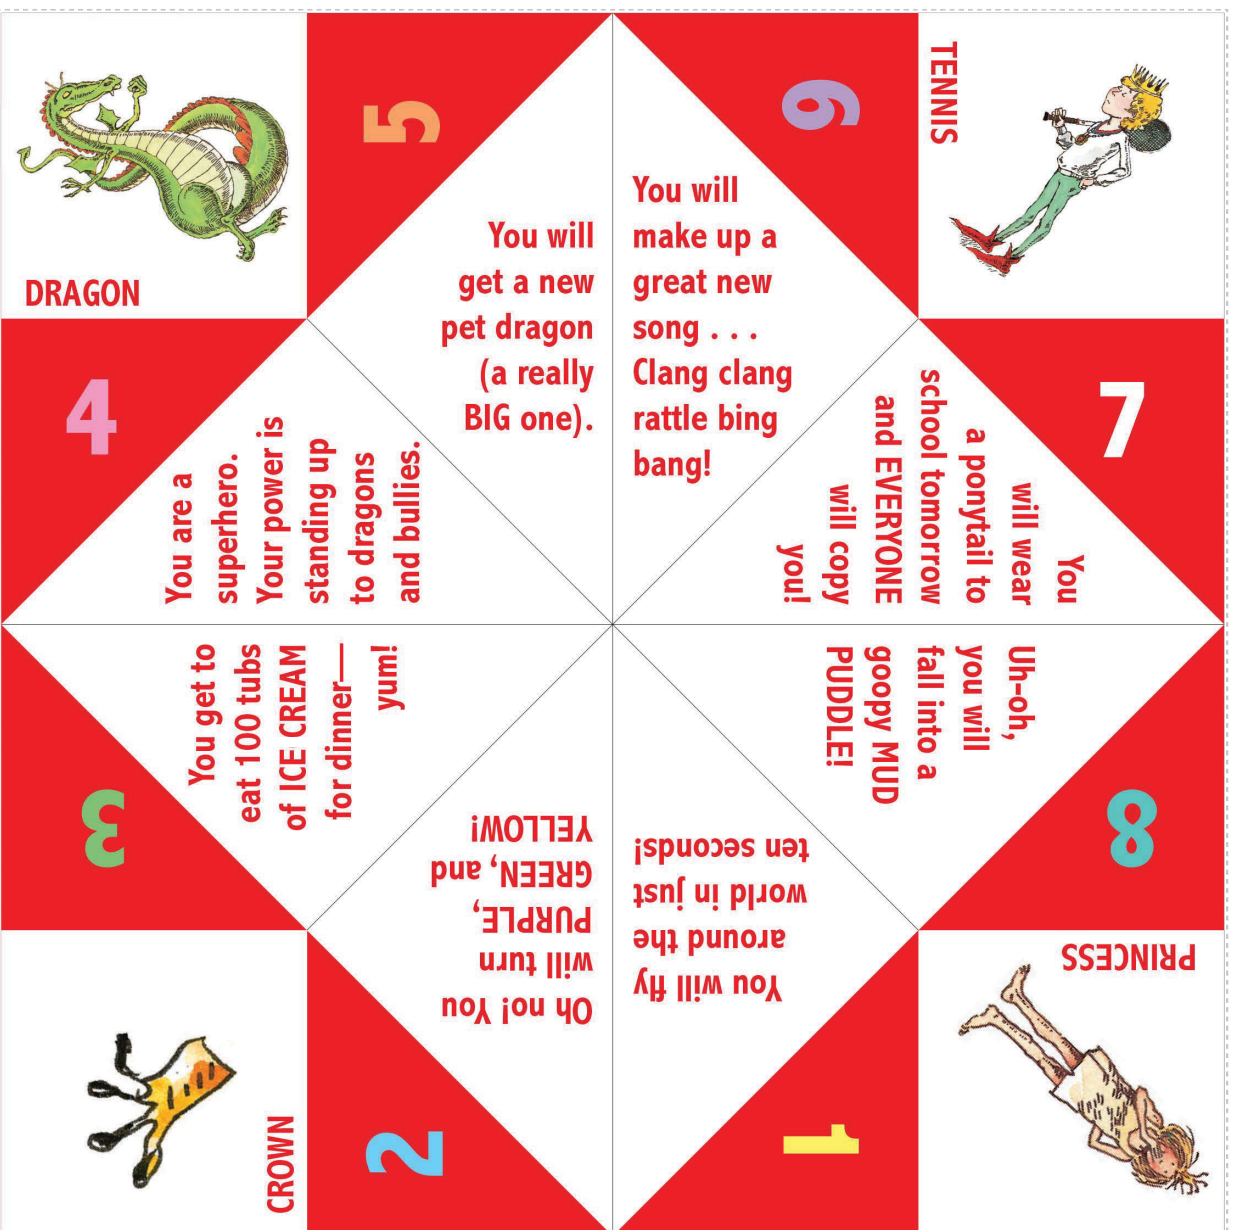 DRAGON
5
You will
get a new
pet dragon
(a really
BIG one).
6
You will
make up a
great new
song . . .
Clang clang
rattle bing
bang!
TENNIS
7
You
will wear
a ponytail to
school tomorrow
and EVERYONE
will copy
you!
8
Uh-oh,
you will
fall into a
goopy MUD
PUDDLE!
PRINCESS
1
You will fly
around the
world in just
ten seconds!
2
Oh no! You
will turn
PURPLE,
GREEN, and
YELLOW!
CROWN
3
You get to
eat 100 tubs
of ICE CREAM
for dinner—
yum!
4
You are a
superhero.
Your power is
standing up
to dragons
and bullies.